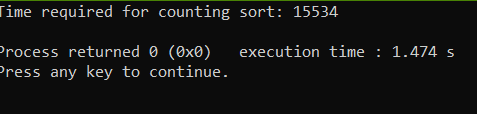 Time required for counting sort: 15534
Process returned 0 (0x0)   execution time : 1.474 s
Press any key to continue.